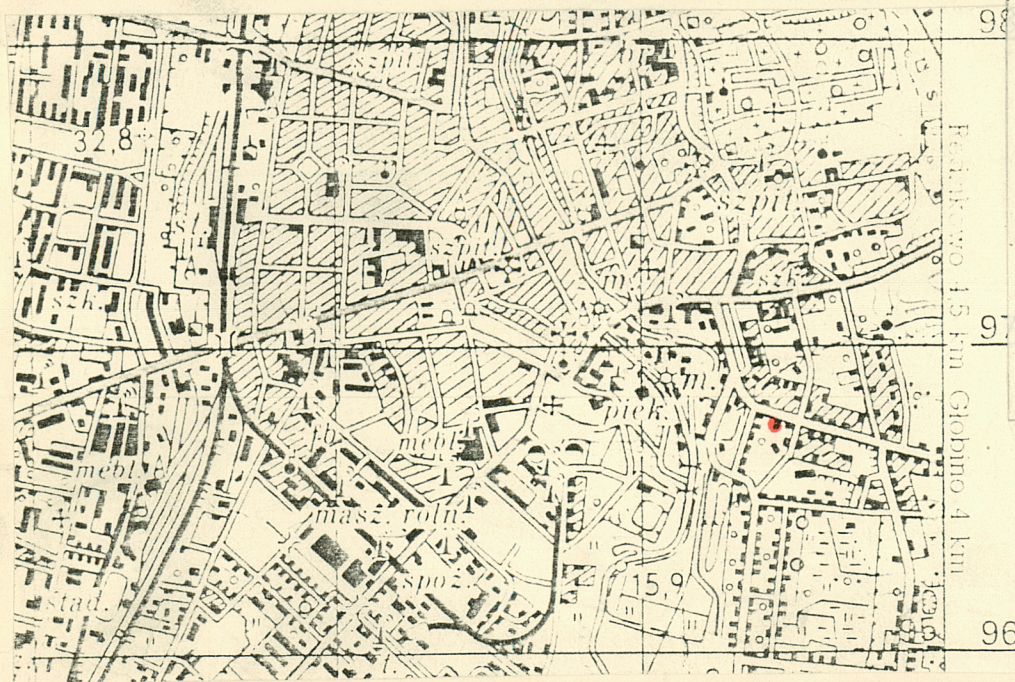 98
szpit.
32,8
szpit.
szk.
szk.
m.
97
m.
piek.
mebl.
mebl.
masz. roln.
spoż.
15,9
stad.
96
Redzikowo 4,5 km Głobino 4 km